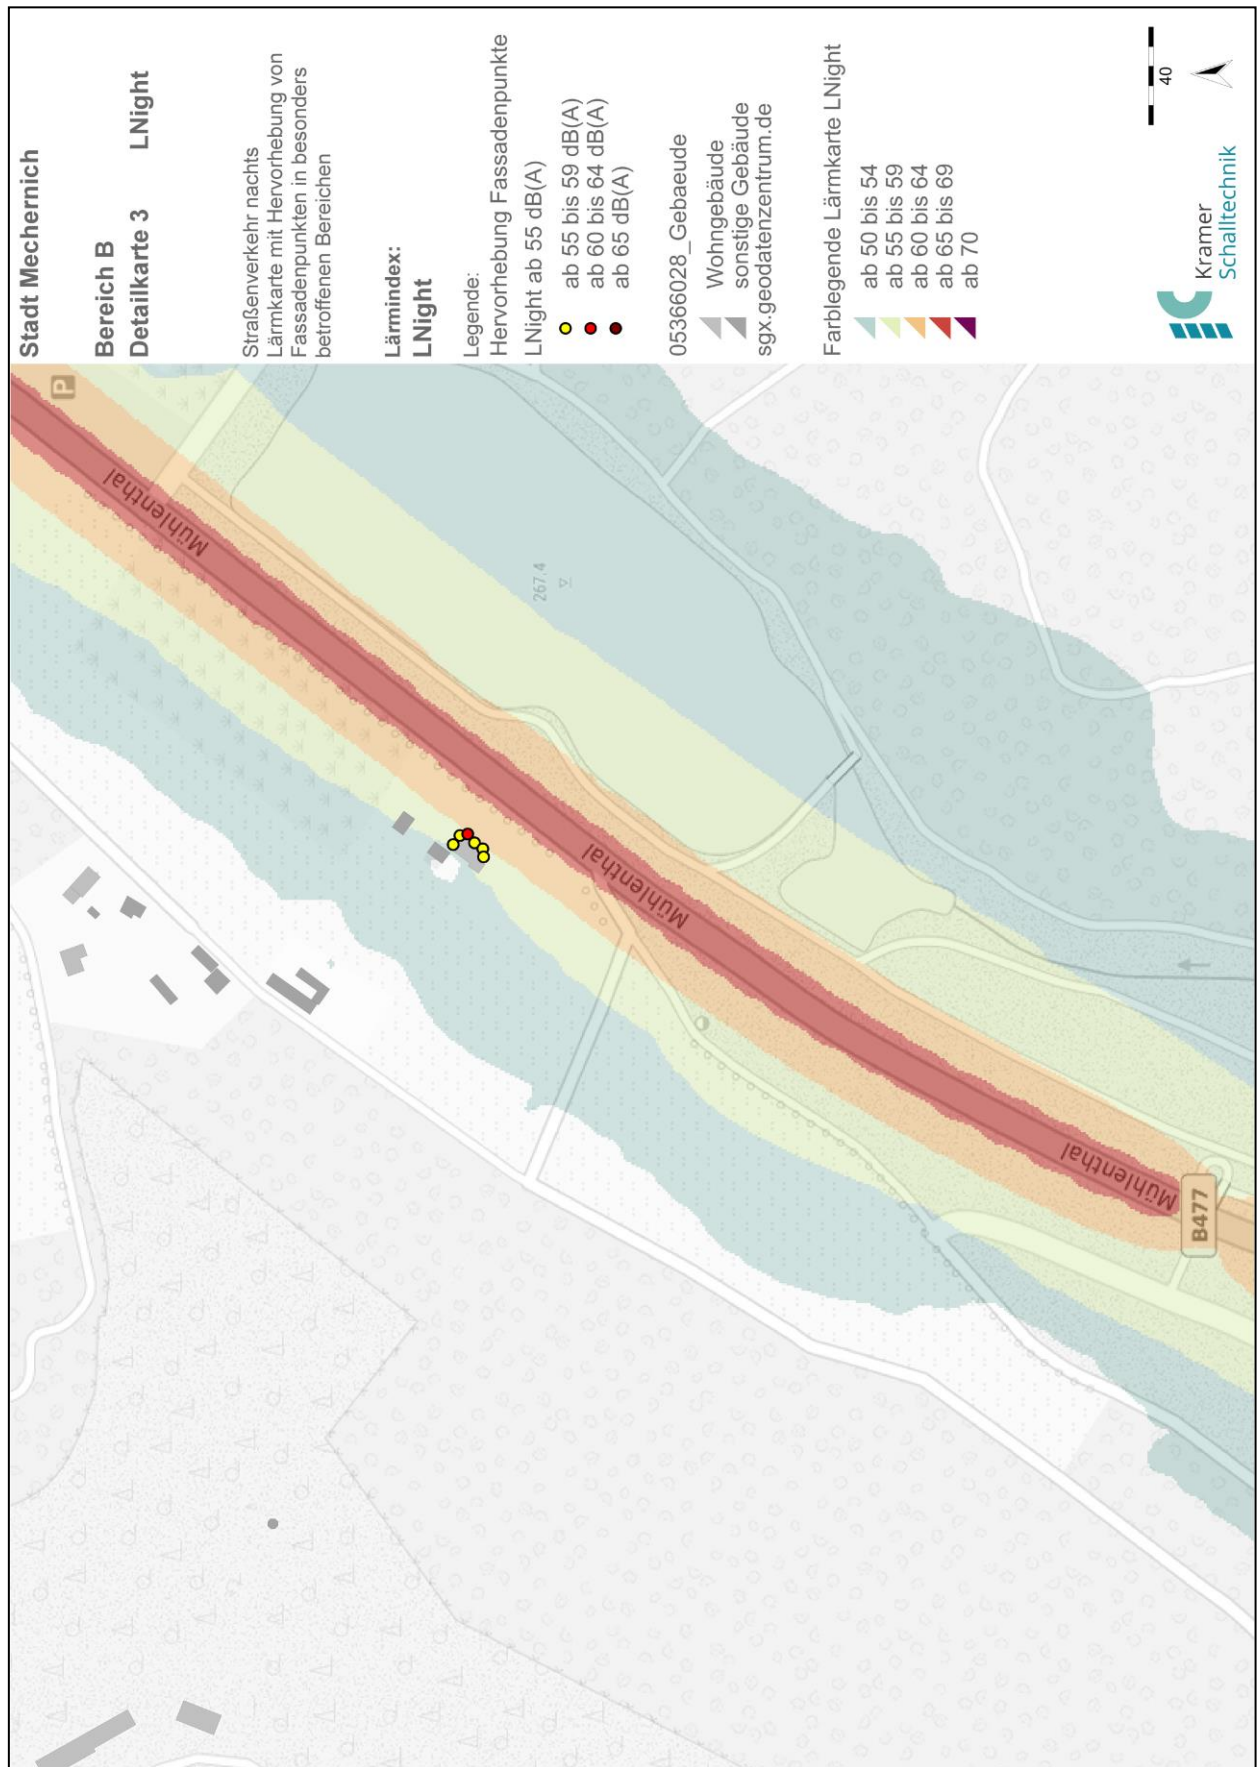 Stadt Mechernich
Bereich B
Detailkarte 3 LNight
Straßenverkehr nachts
Lärmkarte mit Hervorhebung von
Fassadenpunkten in besonders
betroffenen Bereichen
Lärmindex:
LNight
Legende:
Hervorhebung Fassadenpunkte
LNight ab 55 dB(A)
ab 55 bis 59 dB(A)
ab 60 bis 64 dB(A)
ab 65 dB(A)
05366028_Gebaeude
Wohngebäude
sonstige Gebäude
sgx.geodatenzentrum.de
Farblegende Lärmkarte LNight
ab 50 bis 54
ab 55 bis 59
ab 60 bis 64
ab 65 bis 69
ab 70
40
Kramer
Schalltechnik
P
Mühlenthal
267.4
Mühlenthal
Mühlenthal
Mühlenthal
B477